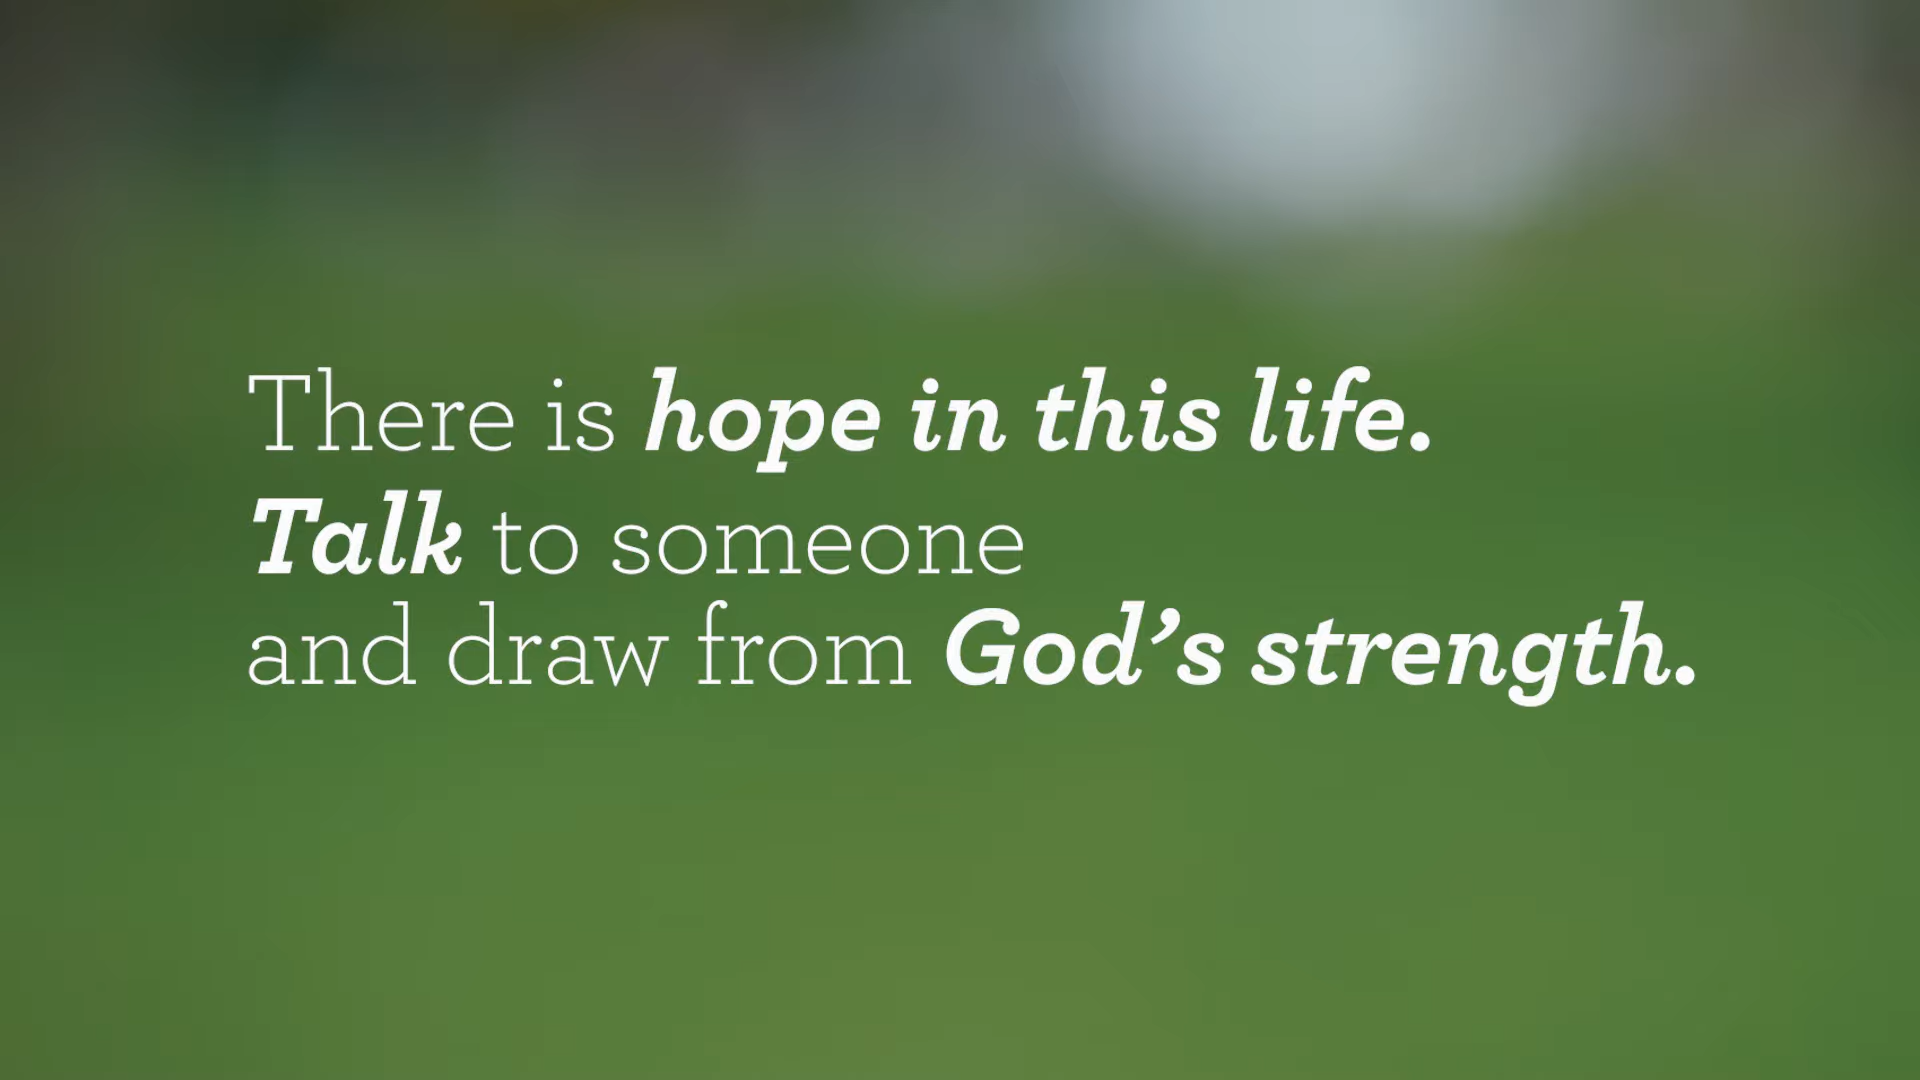 There is hope in this life.
Talk to someone
and draw from God’s strength.